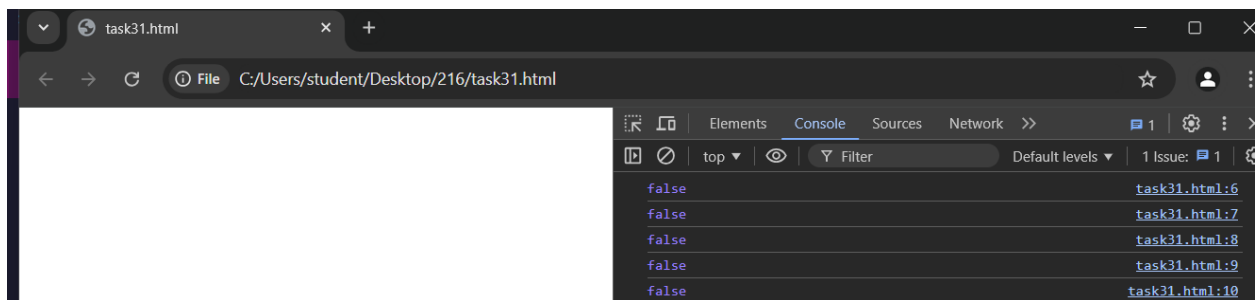 task31.html
File C:/Users/student/Desktop/216/task31.html
Elements Console Sources Network 1
top Filter Default levels 1 Issue: 1
false task31.html:6
false task31.html:7
false task31.html:8
false task31.html:9
false task31.html:10